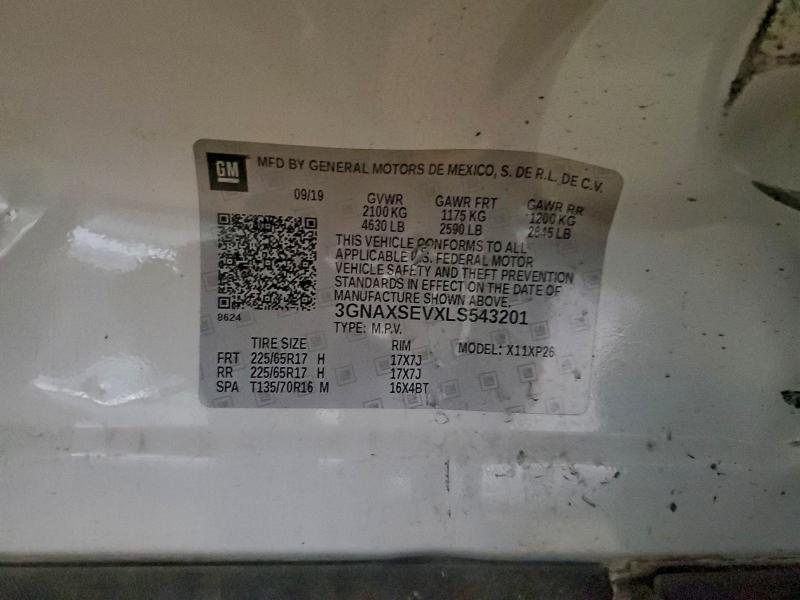 GM MFD BY GENERAL MOTORS DE MEXICO, S. DE R.L. DE C.V.
09/19 GVWR GAWR FRT GAWR RR
2100 KG 1175 KG 1200 KG
4630 LB 2590 LB 2645 LB
THIS VEHICLE CONFORMS TO ALL
APPLICABLE U.S. FEDERAL MOTOR
VEHICLE SAFETY AND THEFT PREVENTION
STANDARDS IN EFFECT ON THE DATE OF
MANUFACTURE SHOWN ABOVE.
8624 3GNAXSEVXLS543201
TYPE: M.P.V.
TIRE SIZE RIM MODEL: X11XP26
FRT 225/65R17 H 17X7J
RR 225/65R17 H 17X7J
SPA T135/70R16 M 16X4BT